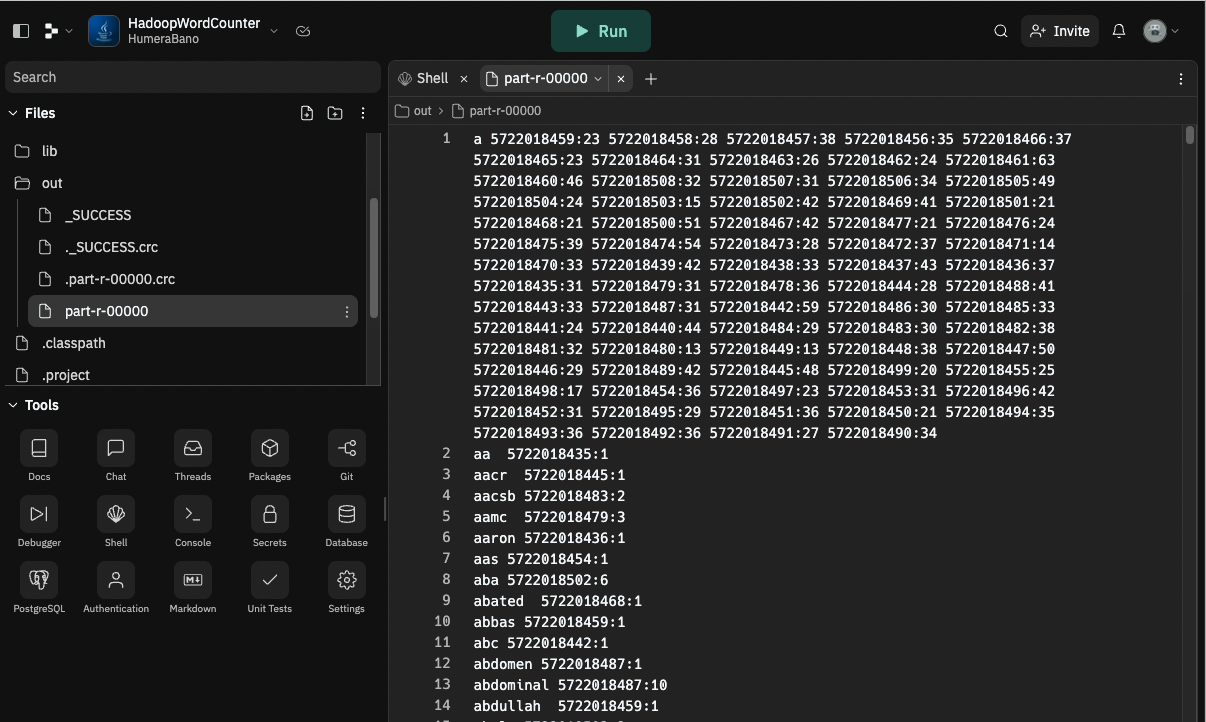 HadoopWordCounter
HumeraBano
Run
Invite
Search
Files
lib
out
_SUCCESS
._SUCCESS.crc
.part-r-00000.crc
part-r-00000
.classpath
.project
Tools
Docs Chat Threads Packages Git
Debugger Shell Console Secrets Database
PostgreSQL Authentication Markdown Unit Tests Settings
Shell part-r-00000
out part-r-00000
1 a 5722018459:23 5722018458:28 5722018457:38 5722018456:35 5722018466:37
5722018465:23 5722018464:31 5722018463:26 5722018462:24 5722018461:63
5722018460:46 5722018508:32 5722018507:31 5722018506:34 5722018505:49
5722018504:24 5722018503:15 5722018502:42 5722018469:41 5722018501:21
5722018468:21 5722018500:51 5722018467:42 5722018477:21 5722018476:24
5722018475:39 5722018474:54 5722018473:28 5722018472:37 5722018471:14
5722018470:33 5722018439:42 5722018438:33 5722018437:43 5722018436:37
5722018435:31 5722018479:31 5722018478:36 5722018444:28 5722018488:41
5722018443:33 5722018487:31 5722018442:59 5722018486:30 5722018485:33
5722018441:24 5722018440:44 5722018484:29 5722018483:30 5722018482:38
5722018481:32 5722018480:13 5722018449:13 5722018448:38 5722018447:50
5722018446:29 5722018489:42 5722018445:48 5722018499:20 5722018455:25
5722018498:17 5722018454:36 5722018497:23 5722018453:31 5722018496:42
5722018452:31 5722018495:29 5722018451:36 5722018450:21 5722018494:35
5722018493:36 5722018492:36 5722018491:27 5722018490:34
2 aa 5722018435:1
3 aacr 5722018445:1
4 aacsb 5722018483:2
5 aamc 5722018479:3
6 aaron 5722018436:1
7 aas 5722018454:1
8 aba 5722018502:6
9 abated 5722018468:1
10 abbas 5722018459:1
11 abc 5722018442:1
12 abdomen 5722018487:1
13 abdominal 5722018487:10
14 abdullah 5722018459:1